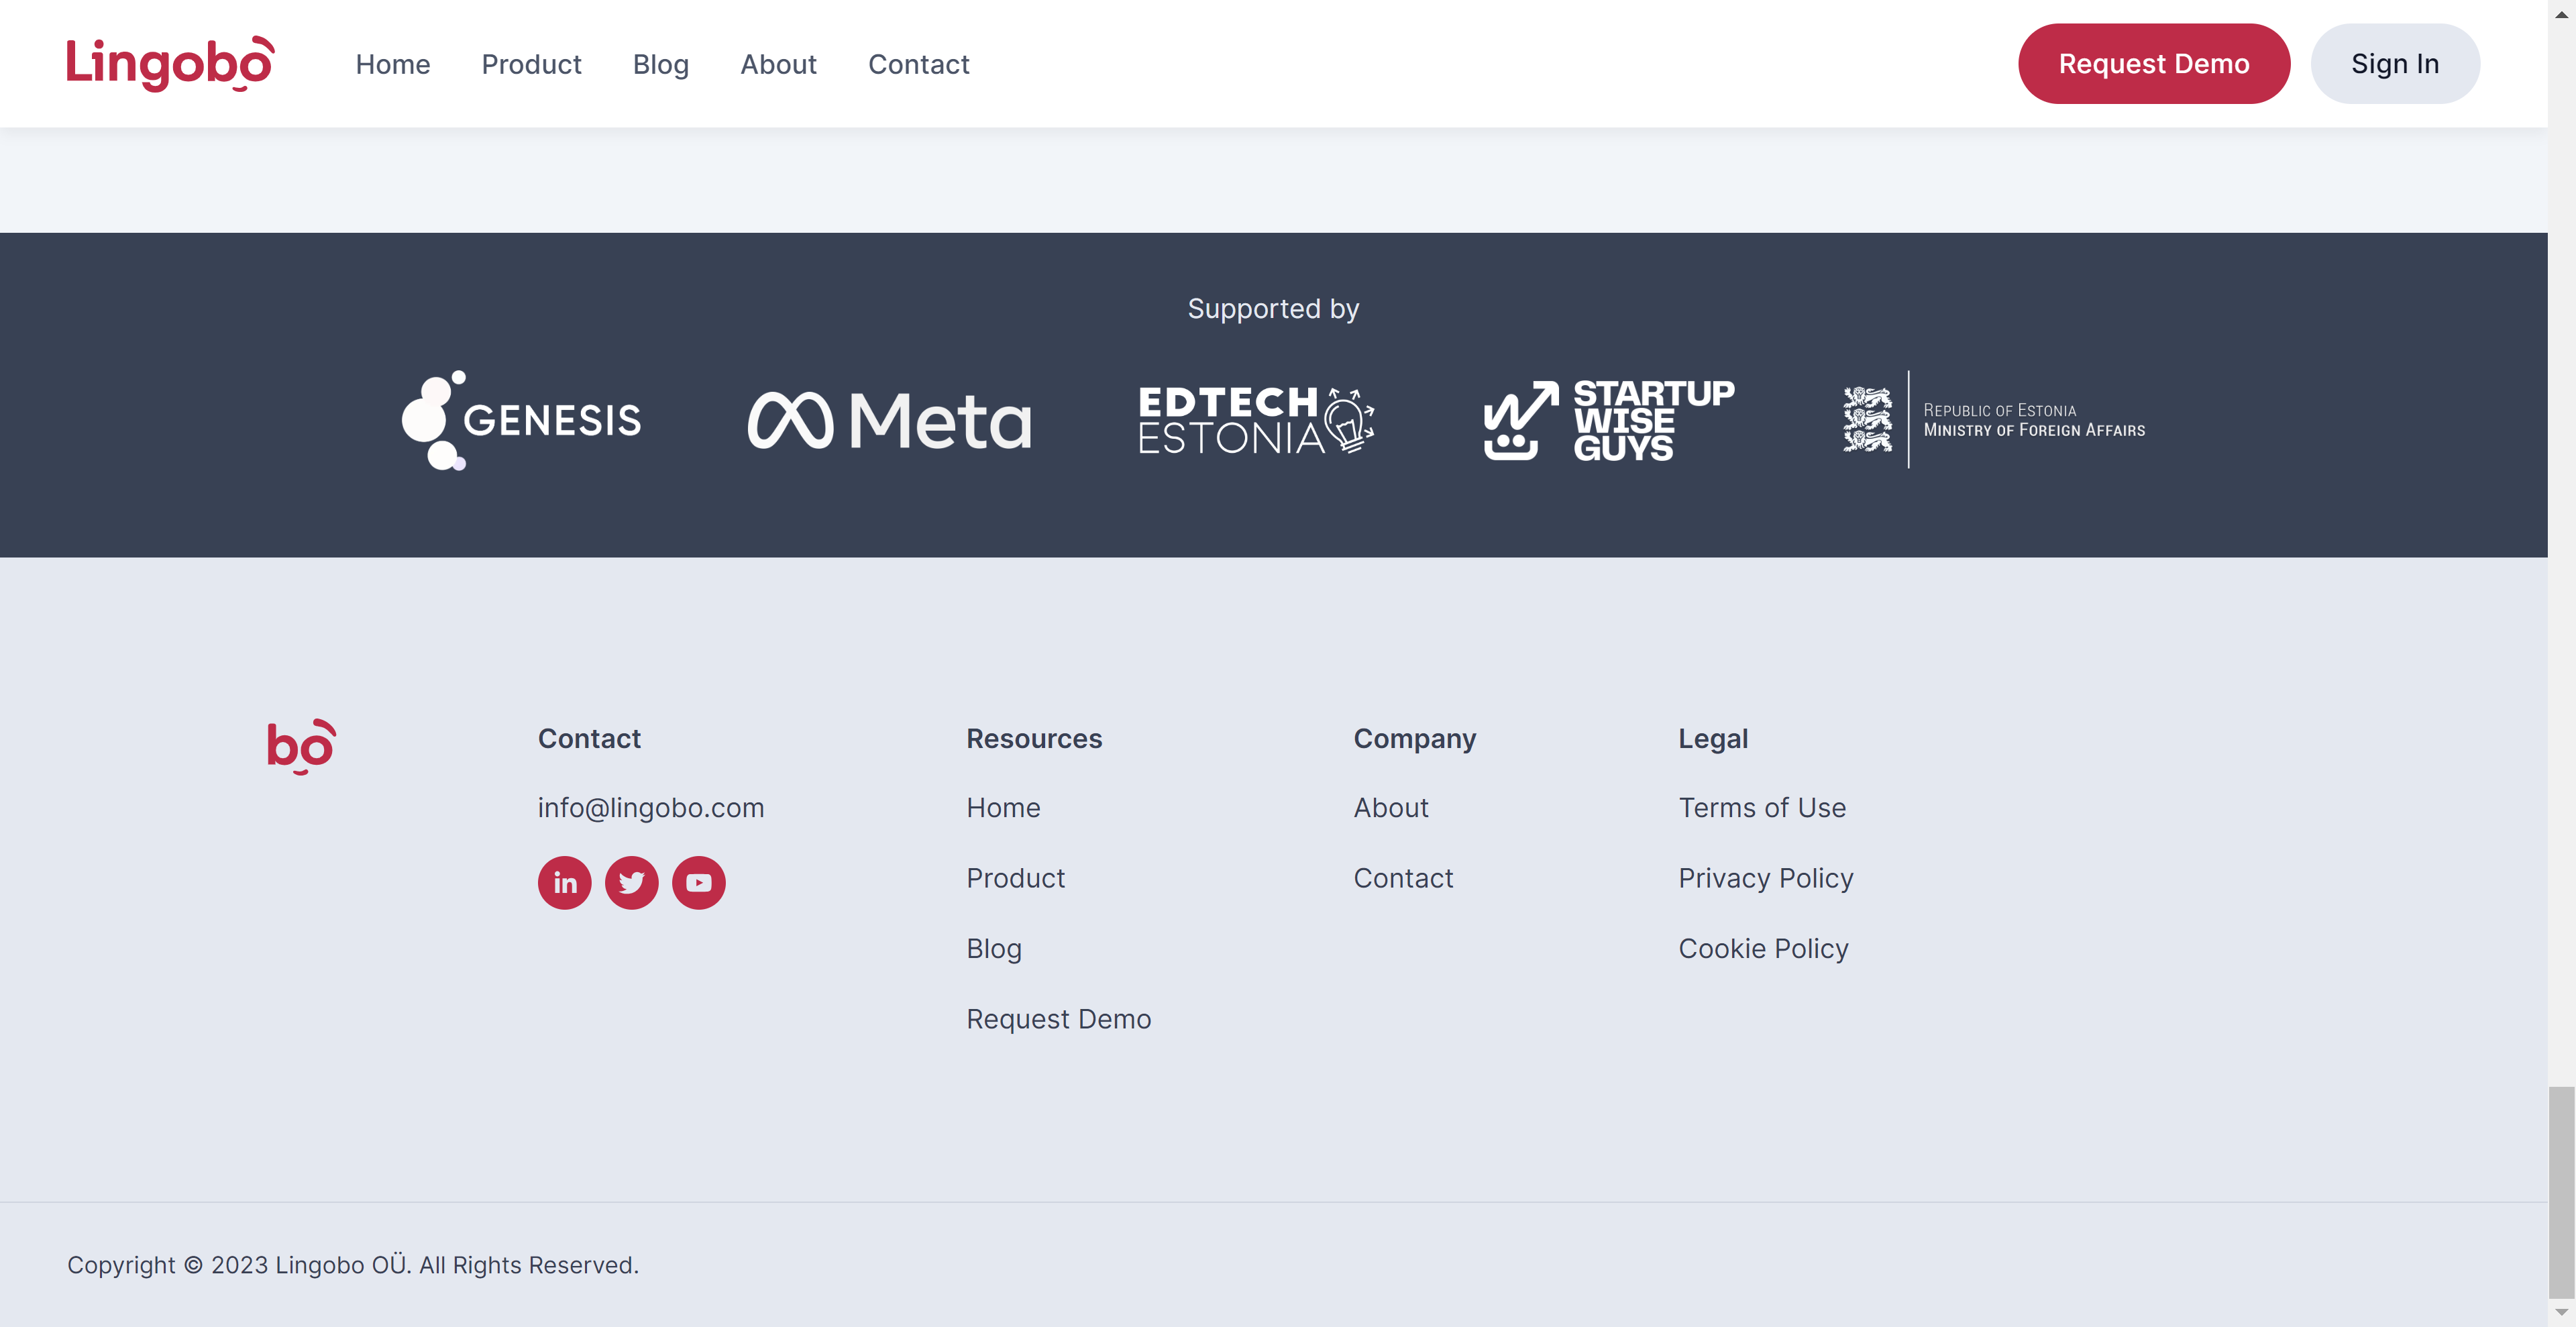 Lingobo
Home Product Blog About Contact
Request Demo
Sign In
Supported by
GENESIS
Meta
EDTECH
ESTONIA
STARTUP
WISE
GUYS
REPUBLIC OF ESTONIA
MINISTRY OF FOREIGN AFFAIRS
bo
Contact
info@lingobo.com
in
Resources
Home
Product
Blog
Request Demo
Company
About
Contact
Legal
Terms of Use
Privacy Policy
Cookie Policy
Copyright © 2023 Lingobo OÜ. All Rights Reserved.